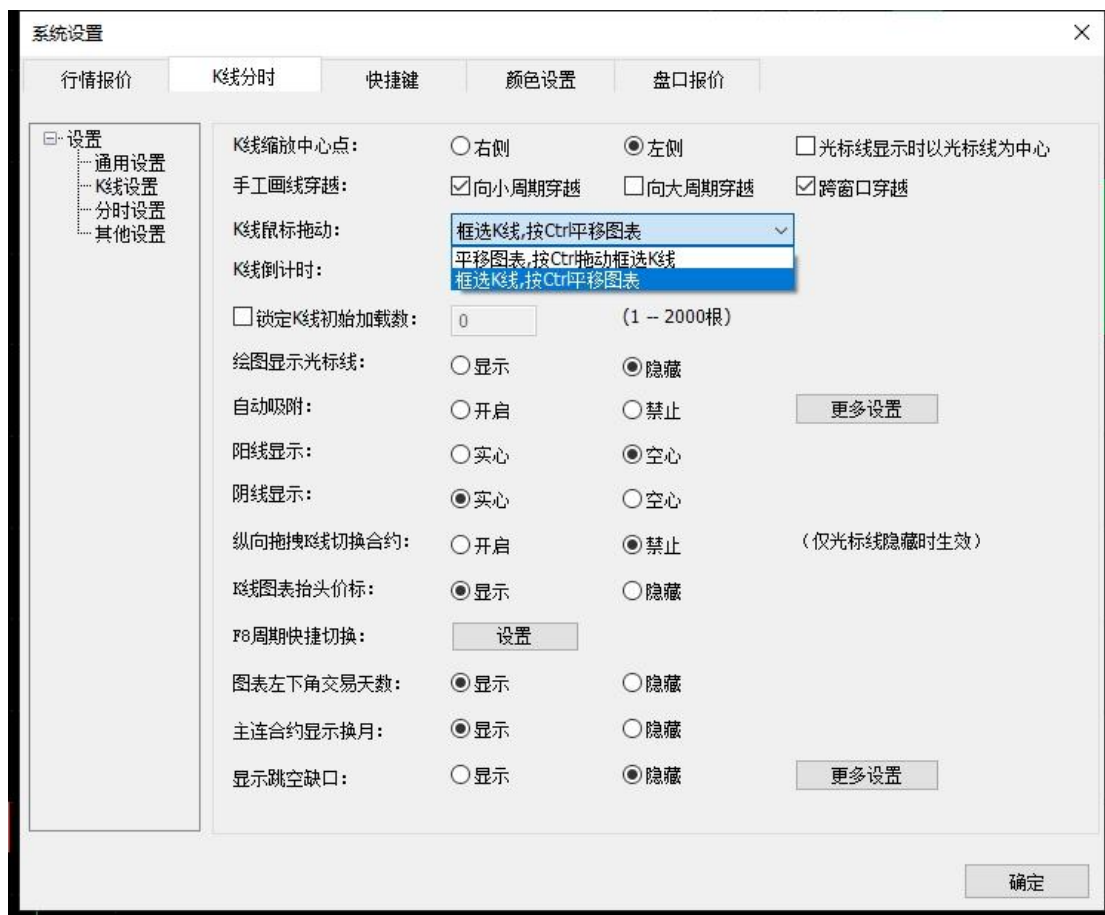 系统设置
行情报价 K线分时 快捷键 颜色设置 盘口报价
设置
通用设置
K线设置
分时设置
其他设置
K线缩放中心点: 右侧 左侧 光标线显示时以光标线为中心
手工画线穿越: 向小周期穿越 向大周期穿越 跨窗口穿越
K线鼠标拖动: 框选K线,按Ctrl平移图表
平移图表,按Ctrl拖动框选K线
K线倒计时: 框选K线,按Ctrl平移图表
锁定K线初始加载数: 0 (1 -- 2000根)
绘图显示光标线: 显示 隐藏
自动吸附: 开启 禁止 更多设置
阳线显示: 实心 空心
阴线显示: 实心 空心
纵向拖拽K线切换合约: 开启 禁止 (仅光标线隐藏时生效)
K线图表抬头价标: 显示 隐藏
F8周期快捷切换: 设置
图表左下角交易天数: 显示 隐藏
主连合约显示换月: 显示 隐藏
显示跳空缺口: 显示 隐藏 更多设置
确定